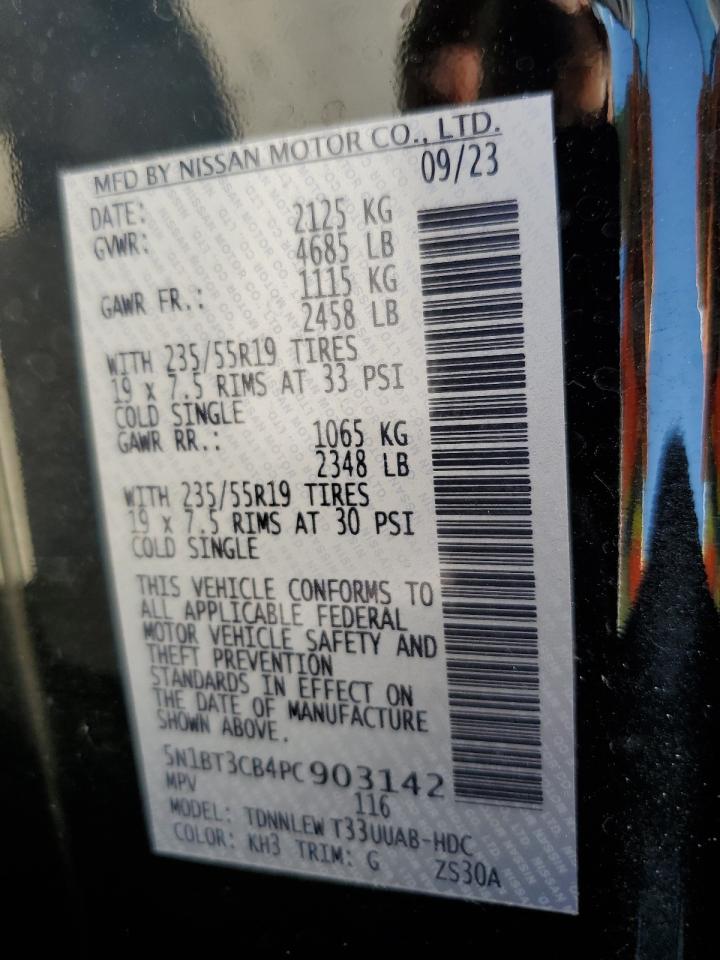 MFD BY NISSAN MOTOR CO., LTD.
DATE: 09/23
GVWR: 2125 KG
4685 LB
GAWR FR.: 1115 KG
2458 LB
WITH 235/55R19 TIRES
19 x 7.5 RIMS AT 33 PSI
COLD SINGLE
GAWR RR.: 1065 KG
2348 LB
WITH 235/55R19 TIRES
19 x 7.5 RIMS AT 30 PSI
COLD SINGLE
THIS VEHICLE CONFORMS TO
ALL APPLICABLE FEDERAL
MOTOR VEHICLE SAFETY AND
THEFT PREVENTION
STANDARDS IN EFFECT ON
THE DATE OF MANUFACTURE
SHOWN ABOVE.
5N1BT3CB4PC903142
MPV 116
MODEL: TDNNLEW T33UUAB-HDC
COLOR: KH3 TRIM: G ZS30A